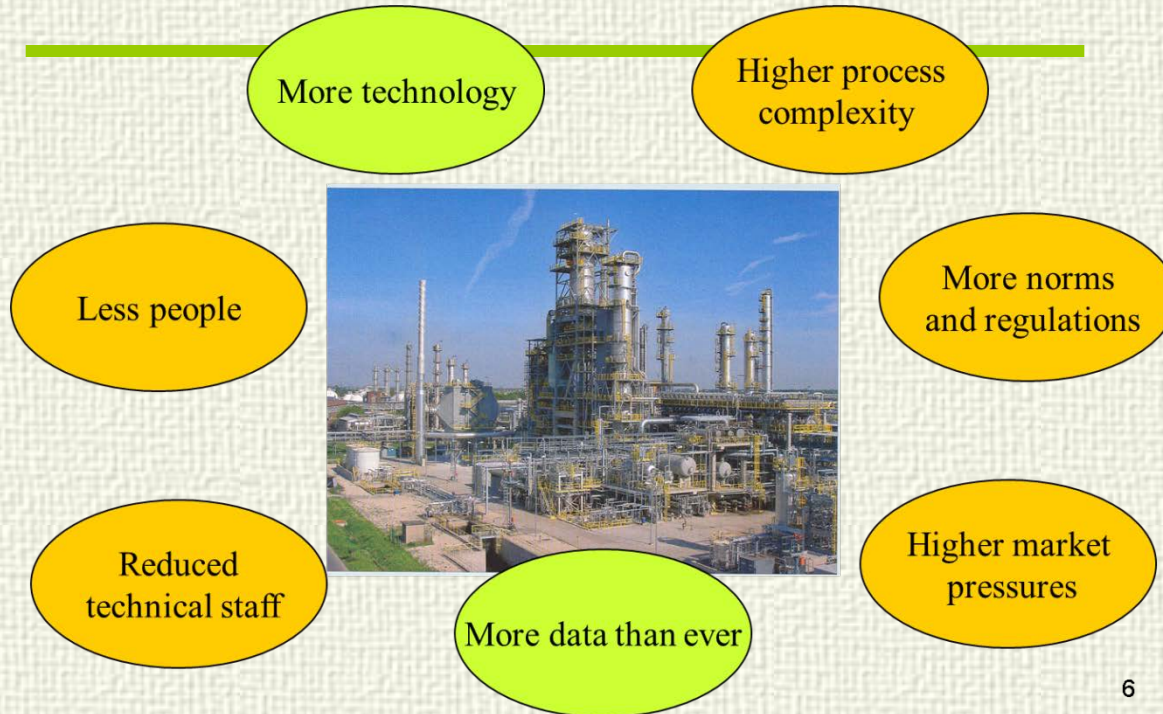 More technology
Higher process
complexity
Less people
More norms
and regulations
Reduced
technical staff
Higher market
pressures
More data than ever
6